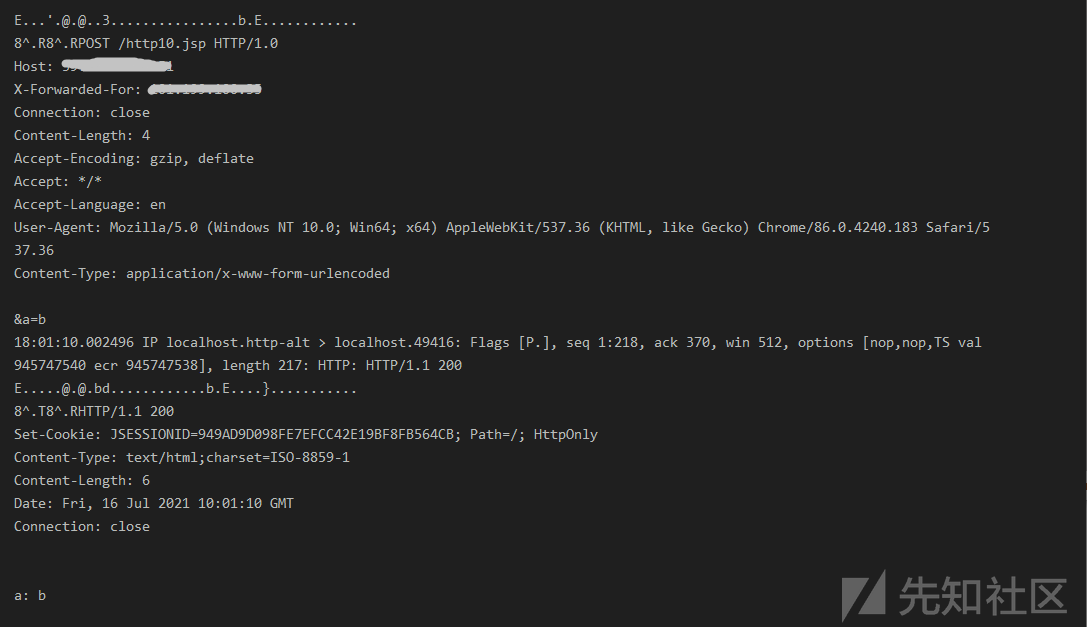 E...'.@.@..3................b.E............
8^.R8^.RPOST /http10.jsp HTTP/1.0
Host:
X-Forwarded-For:
Connection: close
Content-Length: 4
Accept-Encoding: gzip, deflate
Accept: */*
Accept-Language: en
User-Agent: Mozilla/5.0 (Windows NT 10.0; Win64; x64) AppleWebKit/537.36 (KHTML, like Gecko) Chrome/86.0.4240.183 Safari/5
37.36
Content-Type: application/x-www-form-urlencoded
&a=b
18:01:10.002496 IP localhost.http-alt > localhost.49416: Flags [P.], seq 1:218, ack 370, win 512, options [nop,nop,TS val
945747540 ecr 945747538], length 217: HTTP: HTTP/1.1 200
E.....@.@.bd............b.E....}...........
8^.T8^.RHTTP/1.1 200
Set-Cookie: JSESSIONID=949AD9D098FE7EFCC42E19BF8FB564CB; Path=/; HttpOnly
Content-Type: text/html;charset=ISO-8859-1
Content-Length: 6
Date: Fri, 16 Jul 2021 10:01:10 GMT
Connection: close
a: b
先知社区